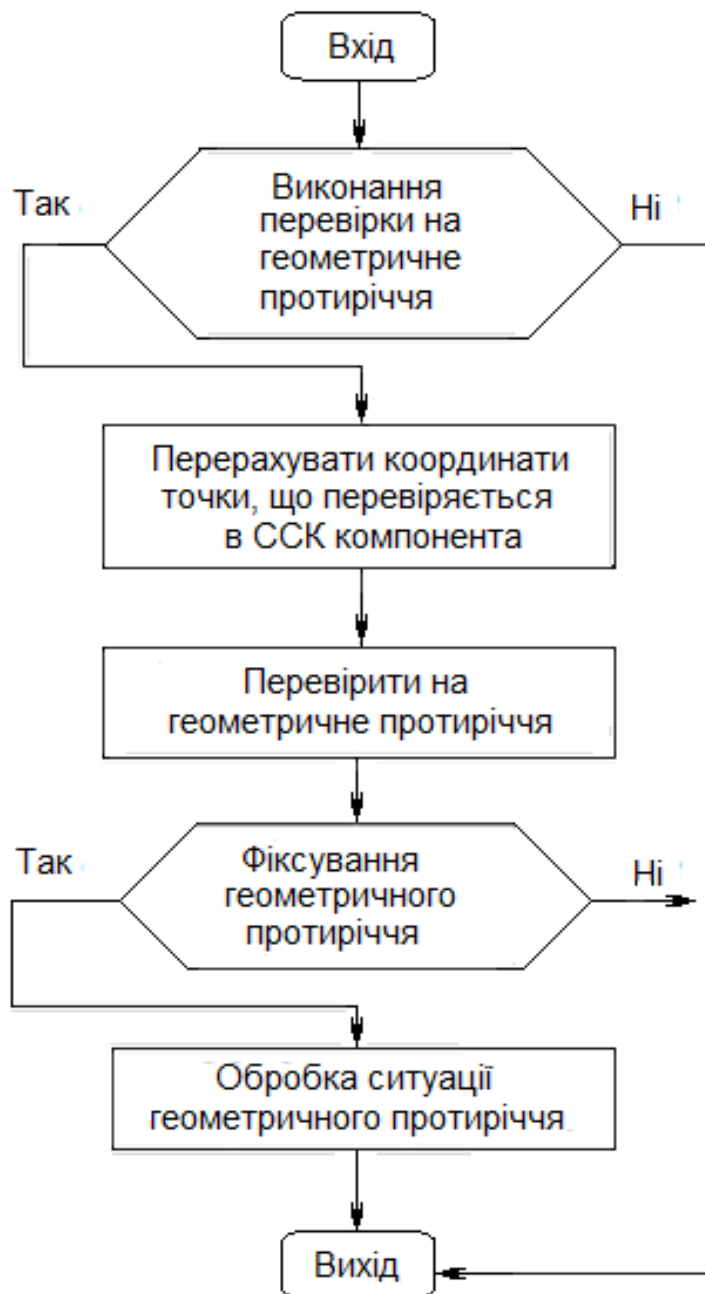 Вхід
Виконання
перевірки на
геометричне
протиріччя
Так
Ні
Перерахувати координати
точки, що перевіряється
в ССК компонента
Перевірити на
геометричне протиріччя
Фіксування
геометричного
протиріччя
Так
Ні
Обробка ситуації
геометричного протиріччя
Вихід